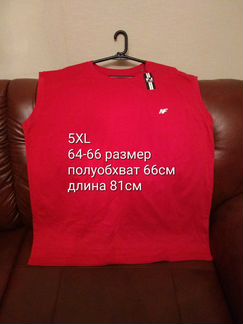 5XL
64-66 размер
полуобхват 66см
длина 81см